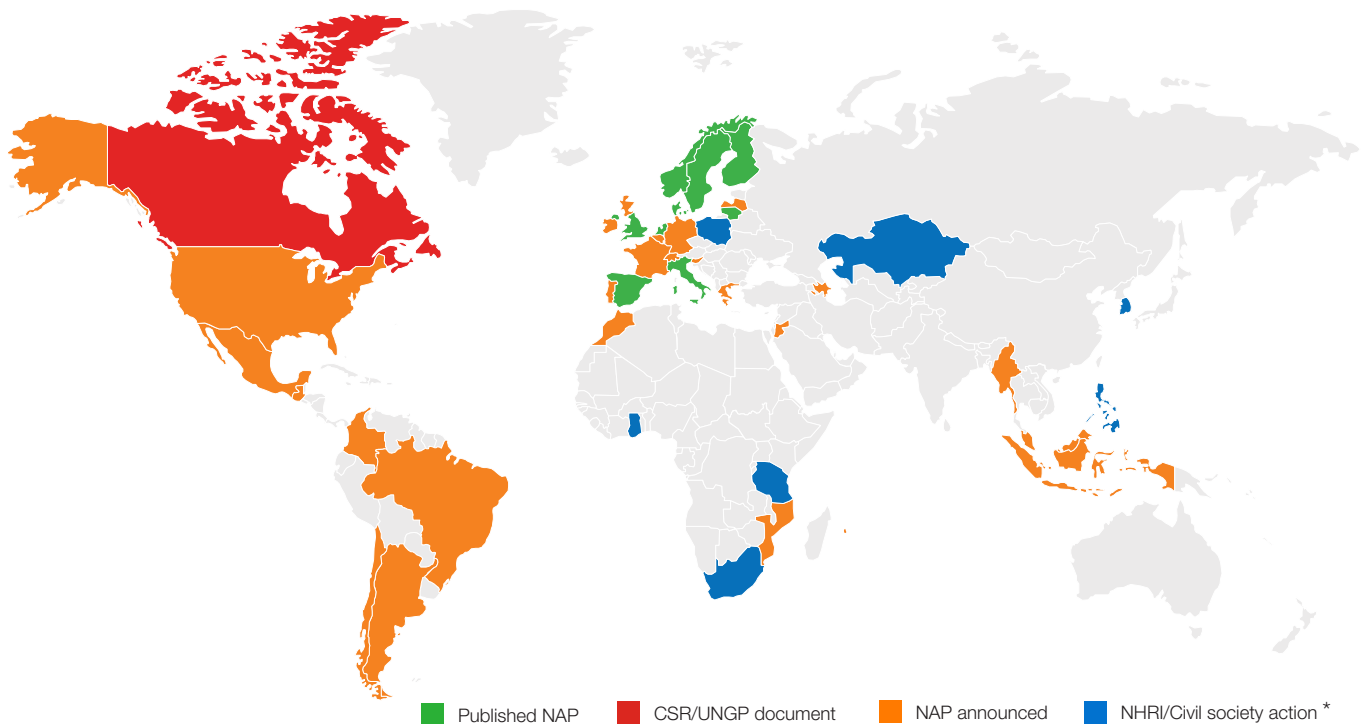 Published NAP
CSR/UNGP document
NAP announced
NHRI/Civil society action *